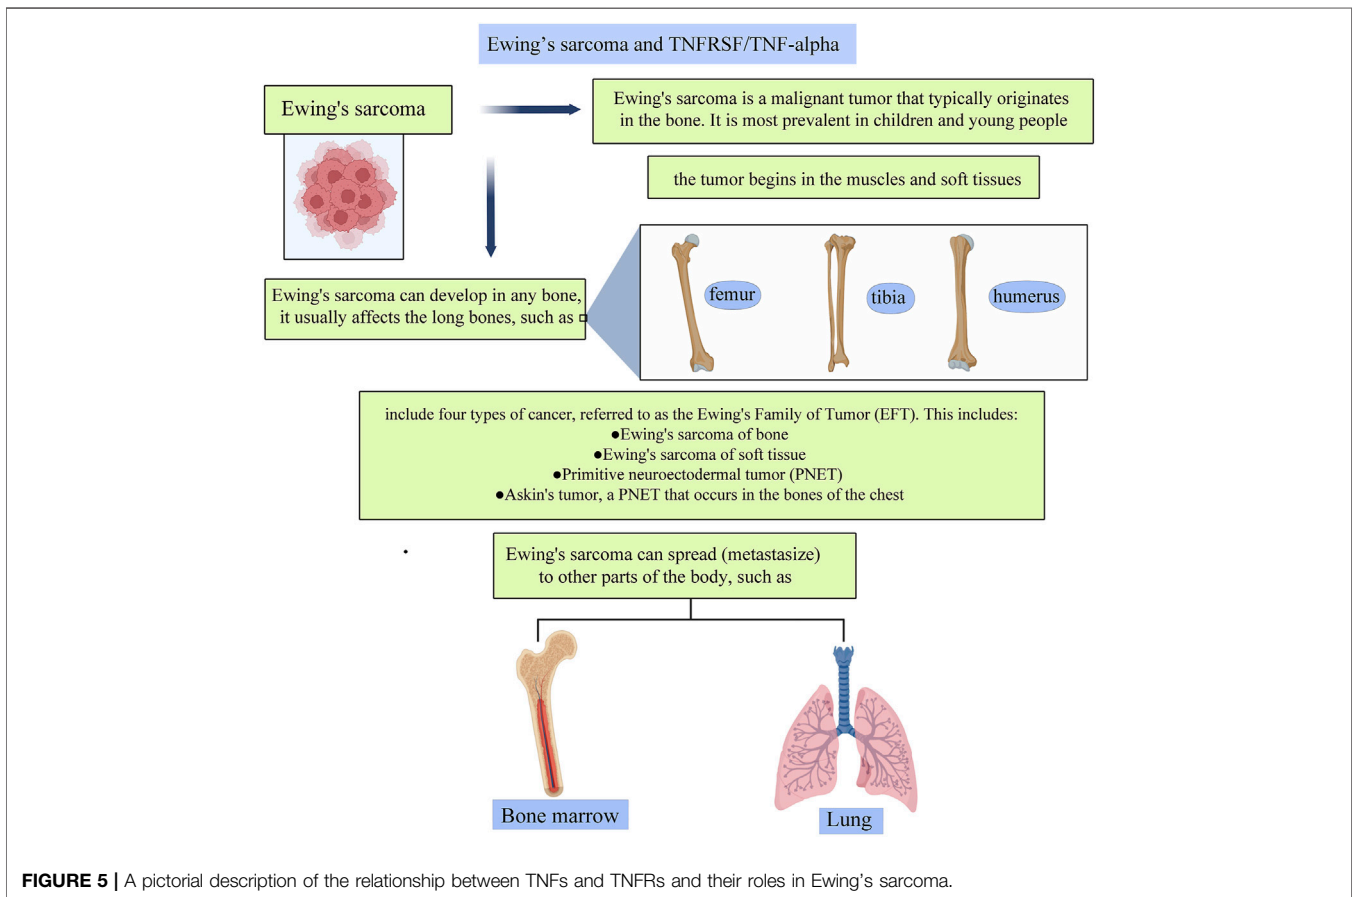 Ewing’s sarcoma and TNFRSF/TNF-alpha
Ewing's sarcoma
Ewing's sarcoma is a malignant tumor that typically originates
in the bone. It is most prevalent in children and young people
the tumor begins in the muscles and soft tissues
Ewing's sarcoma can develop in any bone,
it usually affects the long bones, such as
femur
tibia
humerus
include four types of cancer, referred to as the Ewing's Family of Tumor (EFT). This includes:
●Ewing's sarcoma of bone
●Ewing's sarcoma of soft tissue
●Primitive neuroectodermal tumor (PNET)
●Askin's tumor, a PNET that occurs in the bones of the chest
Ewing's sarcoma can spread (metastasize)
to other parts of the body, such as
Bone marrow
Lung
FIGURE 5 | A pictorial description of the relationship between TNFs and TNFRs and their roles in Ewing’s sarcoma.